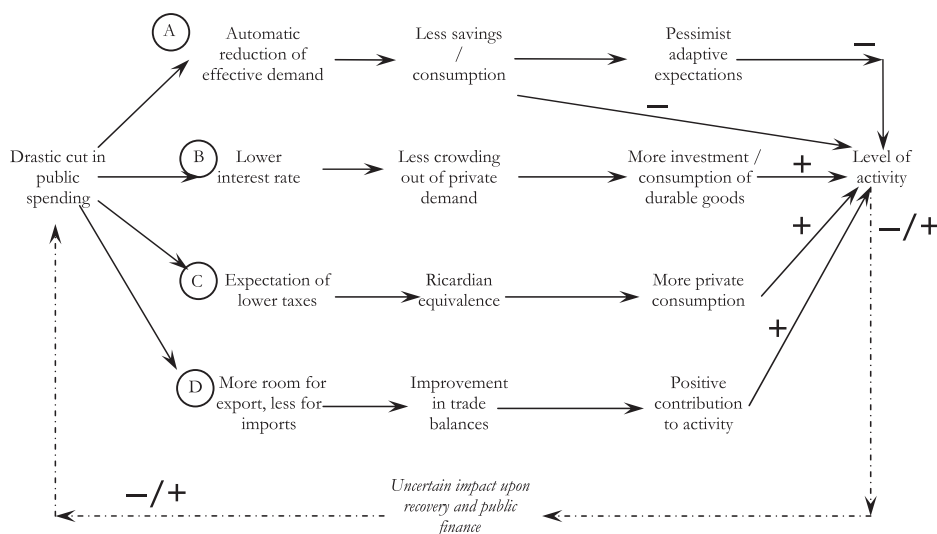 A
Automatic
reduction of
effective demand
Less savings
/
consumption
Pessimist
adaptive
expectations
−
−
Drastic cut in
public
spending
B
Lower
interest rate
Less crowding
out of private
demand
More investment /
consumption of
durable goods
+
Level of
activity
−/+
C
Expectation of
lower taxes
Ricardian
equivalence
More private
consumption
+
D
More room for
export, less for
imports
Improvement
in trade
balances
Positive
contribution
to activity
+
−/+
Uncertain impact upon
recovery and public
finance